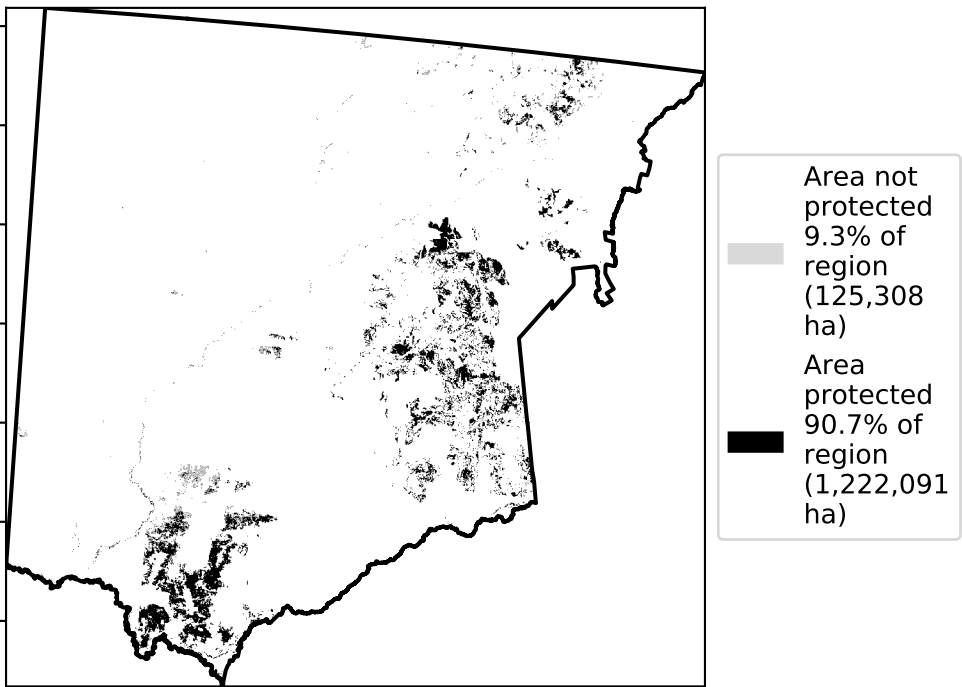 Area not
protected
9.3% of
region
(125,308
ha)
Area
protected
90.7% of
region
(1,222,091
ha)